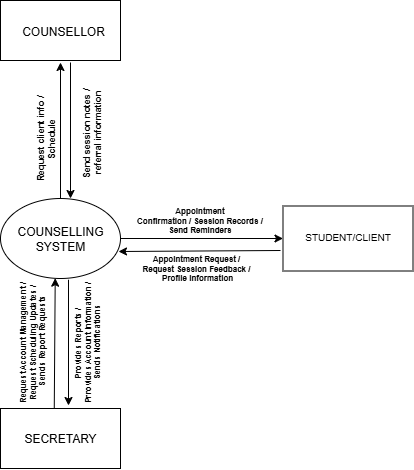 COUNSELLOR
Request client info /
Schedule
Send session notes /
referral information
Appointment
Confirmation / Session Records /
Send Reminders
COUNSELLING
SYSTEM
STUDENT/CLIENT
Appointment Request /
Request Session Feedback /
Profile Information
Request Account Management /
Request Scheduling Updates /
Sends Report Requests
Provides Reports /
Prrovides Account Information /
Sends Notifications
SECRETARY